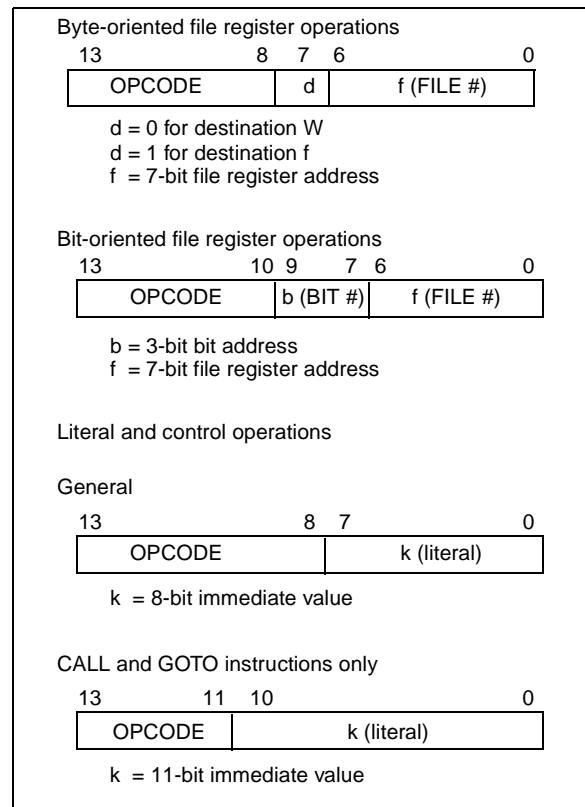 Byte-oriented file register operations
13 8 7 6 0
OPCODE d f (FILE #)
d = 0 for destination W
d = 1 for destination f
f = 7-bit file register address
Bit-oriented file register operations
13 10 9 7 6 0
OPCODE b (BIT #) f (FILE #)
b = 3-bit bit address
f = 7-bit file register address
Literal and control operations
General
13 8 7 0
OPCODE k (literal)
k = 8-bit immediate value
CALL and GOTO instructions only
13 11 10 0
OPCODE k (literal)
k = 11-bit immediate value